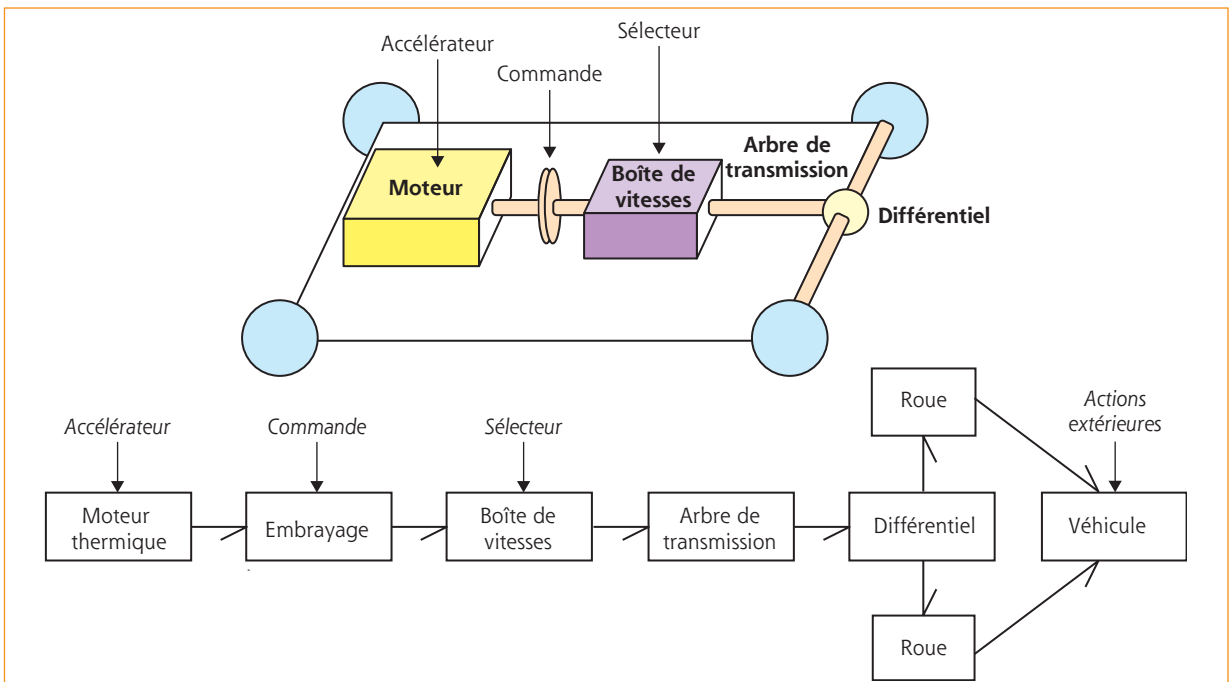 Sélecteur
Accélérateur
Commande
Arbre de
transmission
Moteur
Boîte de
vitesses
Différentiel
Roue
Actions
extérieures
Accélérateur
Commande
Sélecteur
Moteur
thermique
Embrayage
Boîte de
vitesses
Arbre de
transmission
Différentiel
Véhicule
Roue